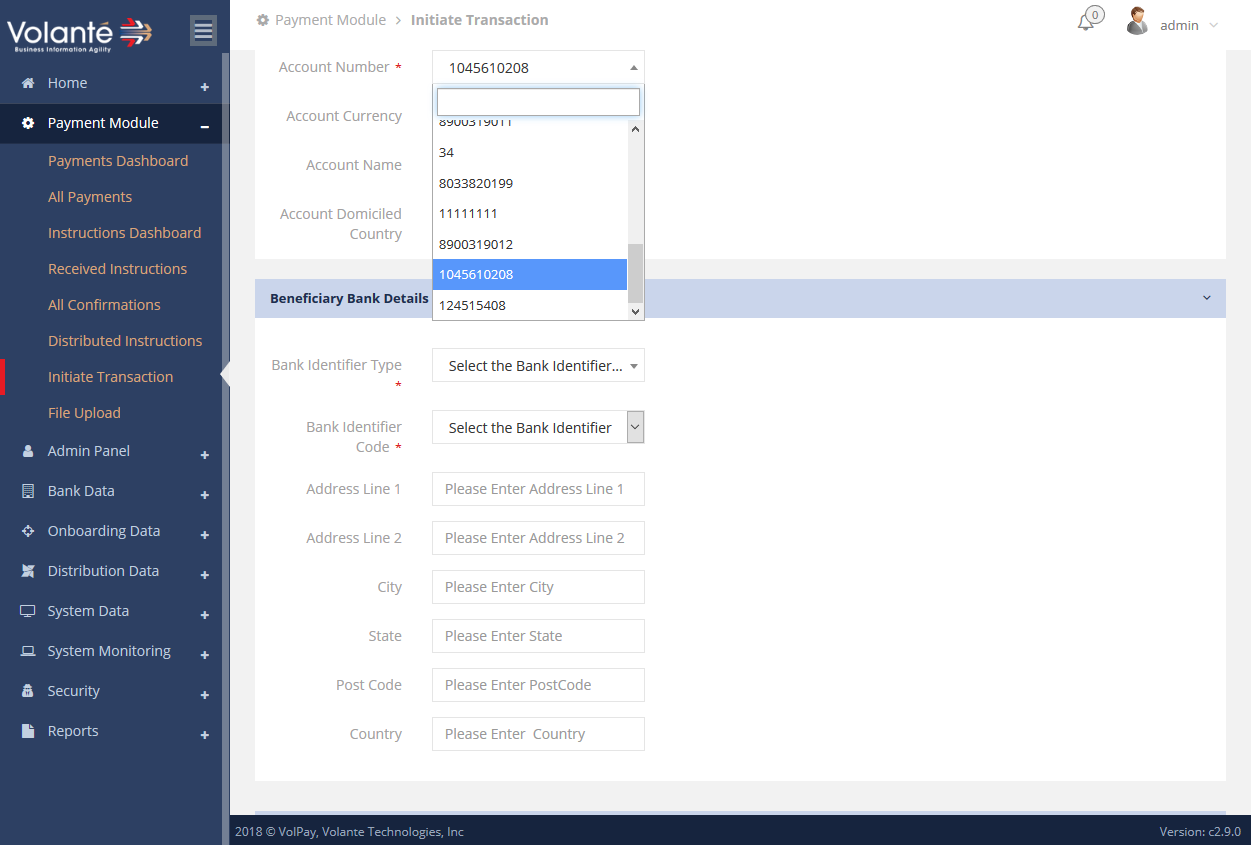 Volanté
Business Information Agility
Home
Payment Module
Payments Dashboard
All Payments
Instructions Dashboard
Received Instructions
All Confirmations
Distributed Instructions
Initiate Transaction
File Upload
Admin Panel
Bank Data
Onboarding Data
Distribution Data
System Data
System Monitoring
Security
Reports
Payment Module > Initiate Transaction
0
admin
Account Number * 1045610208
Account Currency
Account Name
Account Domiciled
Country
8900319011
34
8033820199
11111111
8900319012
1045610208
124515408
Beneficiary Bank Details
Bank Identifier Type
*
Select the Bank Identifier...
Bank Identifier
Code *
Select the Bank Identifier
Address Line 1 Please Enter Address Line 1
Address Line 2 Please Enter Address Line 2
City Please Enter City
State Please Enter State
Post Code Please Enter PostCode
Country Please Enter  Country
2018 © VolPay, Volante Technologies, Inc
Version: c2.9.0